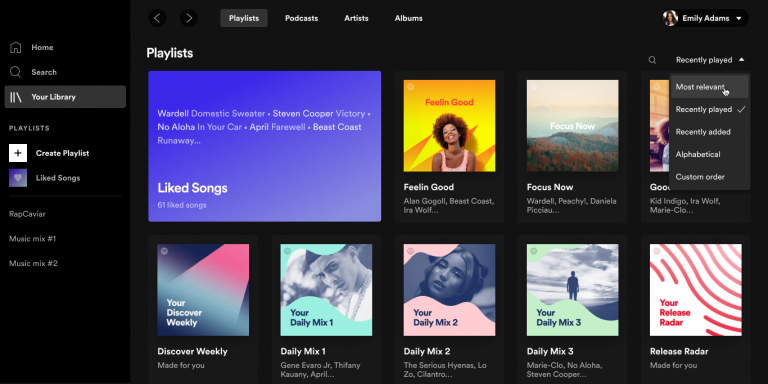 Playlists
Podcasts
Artists
Albums
Emily Adams
Home
Search
Your Library
PLAYLISTS
Create Playlist
Liked Songs
RapCaviar
Music mix #1
Music mix #2
Playlists
Recently played
Most relevant
Recently played
Recently added
Alphabetical
Custom order
Wardell Domestic Sweater • Steven Cooper Victory •
No Aloha In Your Car • April Farewell • Beast Coast
Runaway...
Liked Songs
61 liked songs
Feelin Good
Feelin Good
Alan Gogoll, Beast Coast,
Ira Wolf...
Focus Now
Focus Now
Wardell, Peachy!, Daniela
Picciau...
Kid Indigo, Ira Wolf,
Marie-Clo...
Your
Discover
Weekly
Discover Weekly
Made for you
Your
Daily Mix 1
Daily Mix 1
Gene Evaro Jr, Thifany
Kauany, April...
Your
Daily Mix 2
Daily Mix 2
The Serious Hyenas, Lo
Zo, Cilantro...
Your
Daily Mix 3
Daily Mix 3
Marie-Clo, No Aloha,
Steven Cooper...
Your
Release
Radar
Release Radar
Made for you